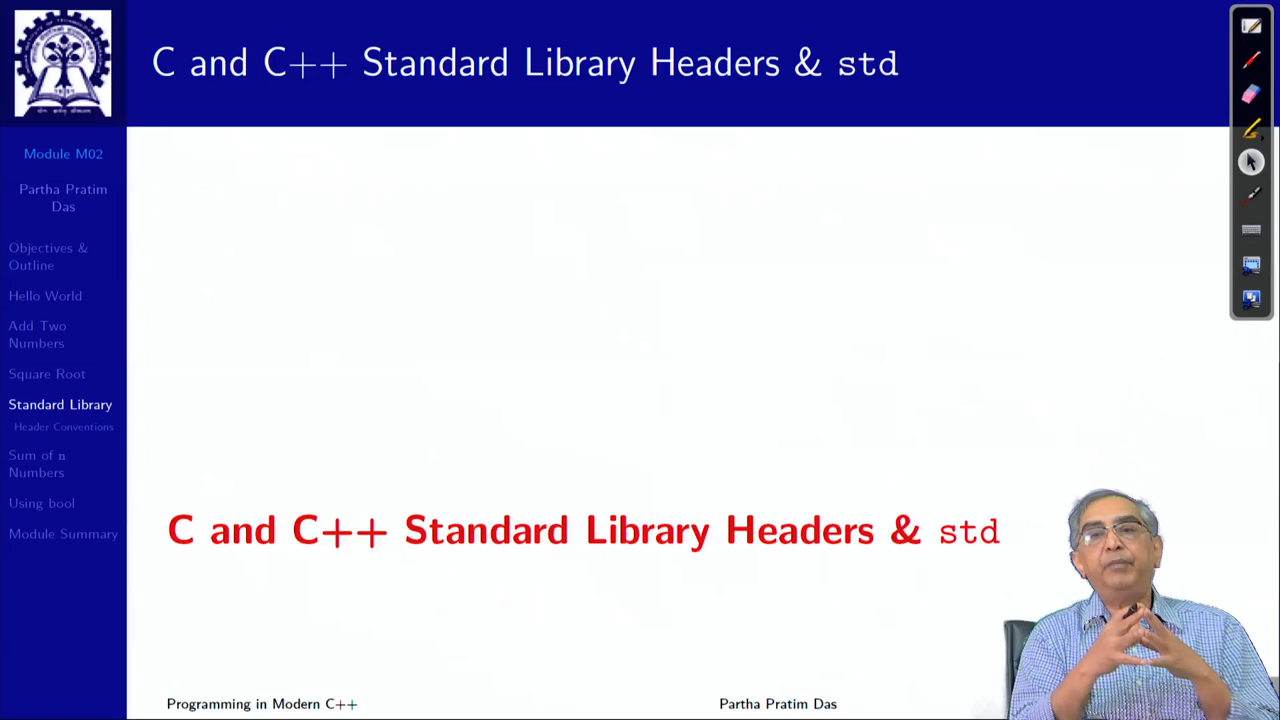 C and C++ Standard Library Headers & std
Module M02
Partha Pratim
Das
Objectives &
Outline
Hello World
Add Two
Numbers
Square Root
Standard Library
Header Conventions
Sum of n
Numbers
Using bool
Module Summary
C and C++ Standard Library Headers & std
Programming in Modern C++
Partha Pratim Das